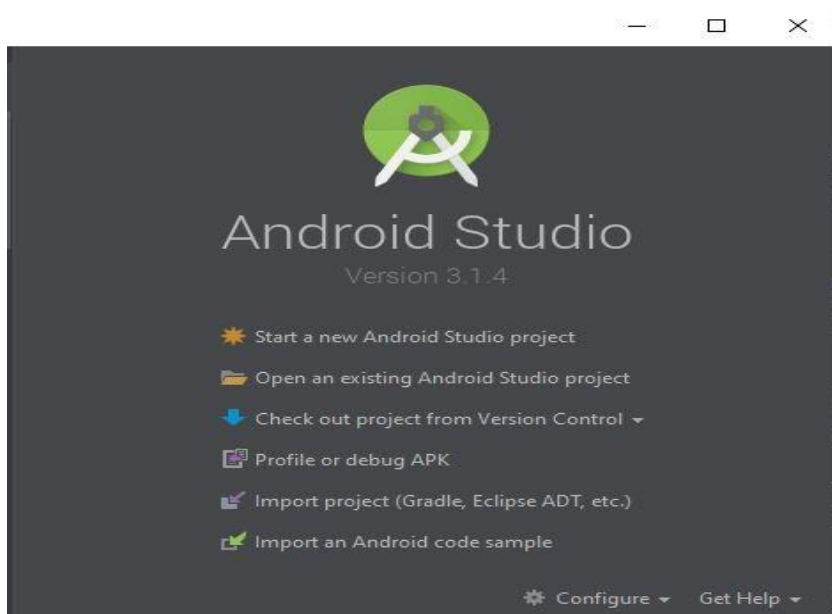 Android Studio
Version 3.1.4
Start a new Android Studio project
Open an existing Android Studio project
Check out project from Version Control
Profile or debug APK
Import project (Gradle, Eclipse ADT, etc.)
Import an Android code sample
Configure Get Help